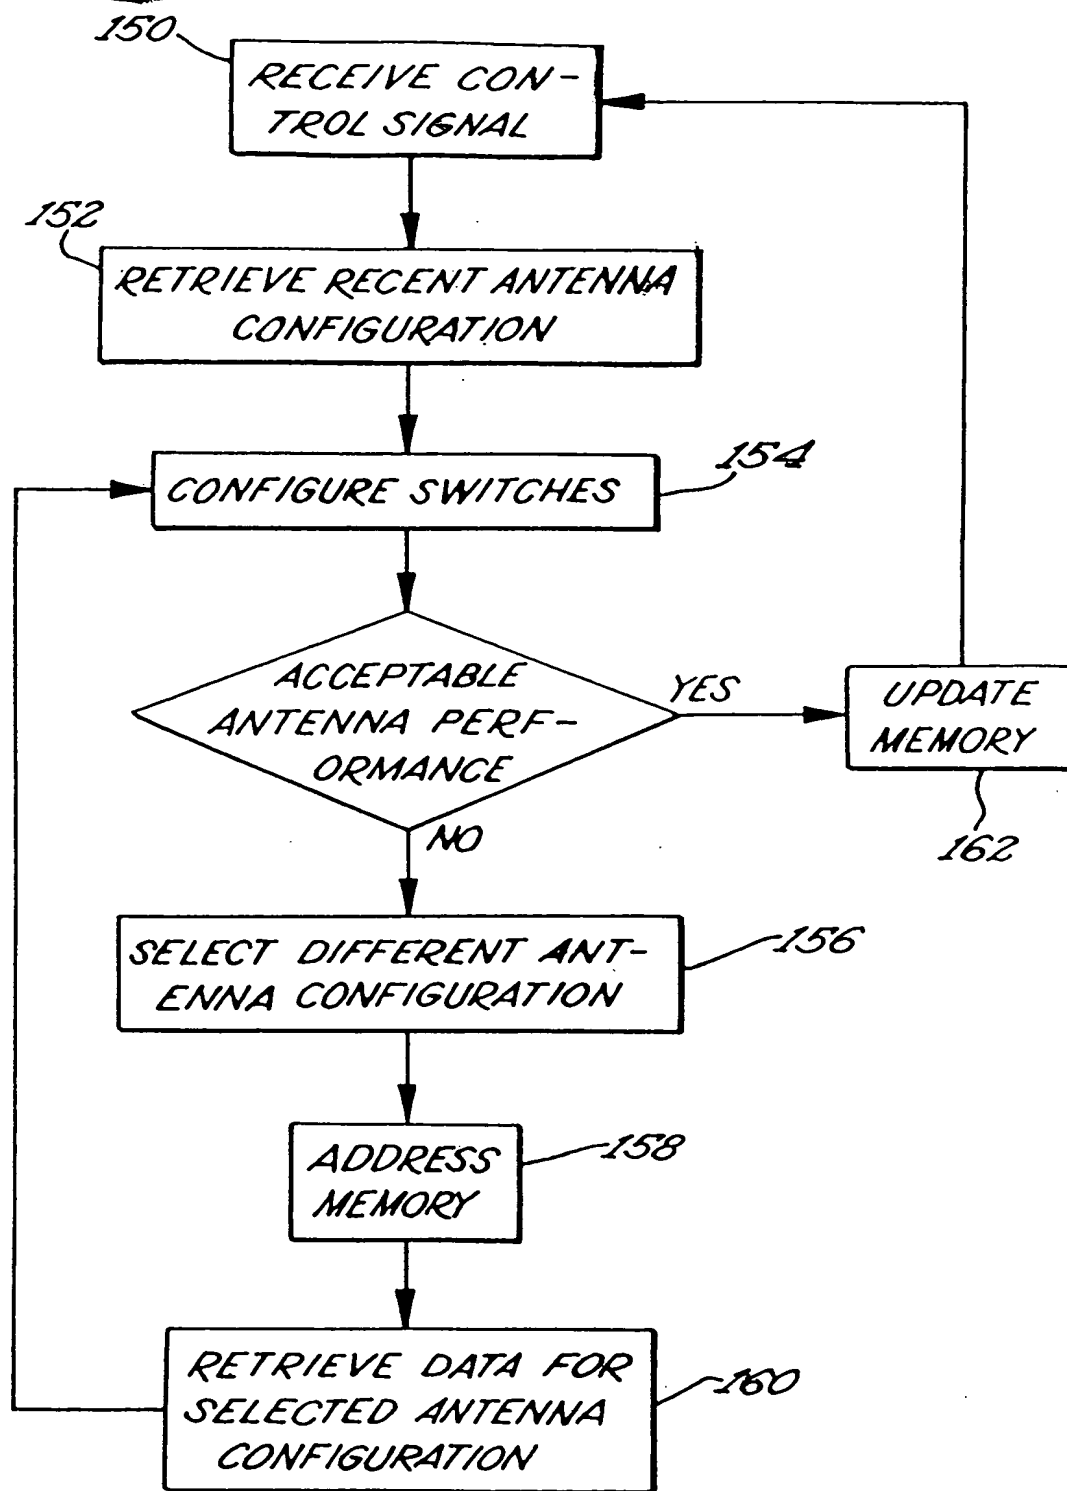 150
RECEIVE CON-
TROL SIGNAL
152
RETRIEVE RECENT ANTENNA
CONFIGURATION
154
CONFIGURE SWITCHES
ACCEPTABLE
ANTENNA PERF-
ORMANCE
YES
UPDATE
MEMORY
162
NO
SELECT DIFFERENT ANT-
ENNA CONFIGURATION
156
ADDRESS
MEMORY
158
RETRIEVE DATA FOR
SELECTED ANTENNA
CONFIGURATION
160